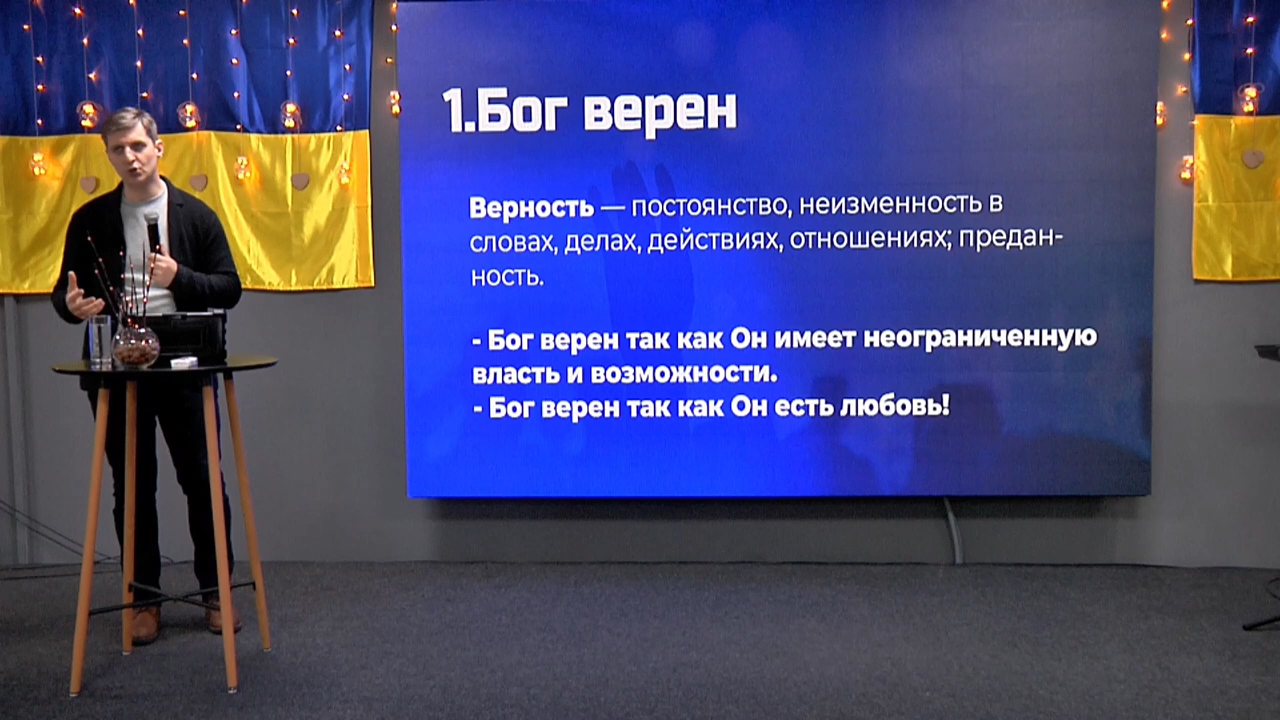 1.Бог верен
Верность — постоянство, неизменность в
словах, делах, действиях, отношениях; предан-
ность.
- Бог верен так как Он имеет неограниченную
власть и возможности.
- Бог верен так как Он есть любовь!